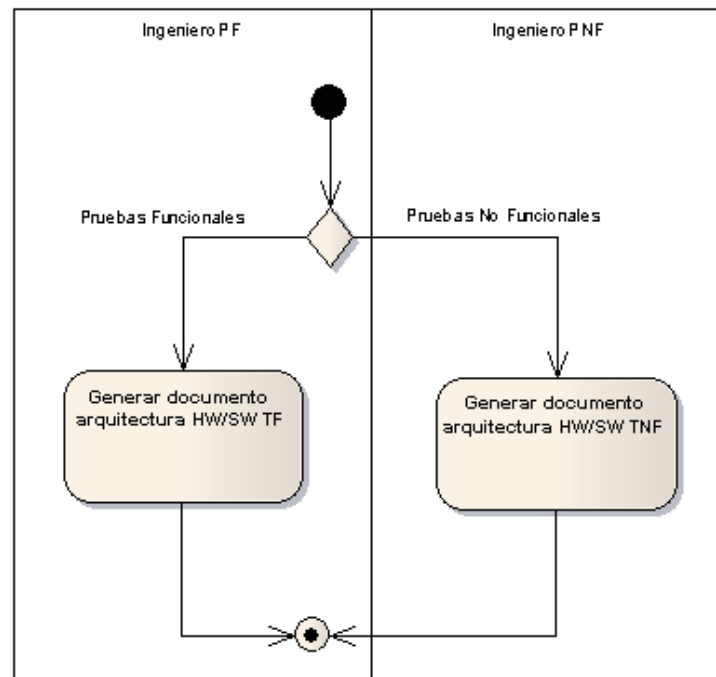 Ingeniero PF
Ingeniero PNF
Pruebas Funcionales
Pruebas No Funcionales
Generar documento
arquitectura HW/SW TF
Generar documento
arquitectura HW/SW TNF